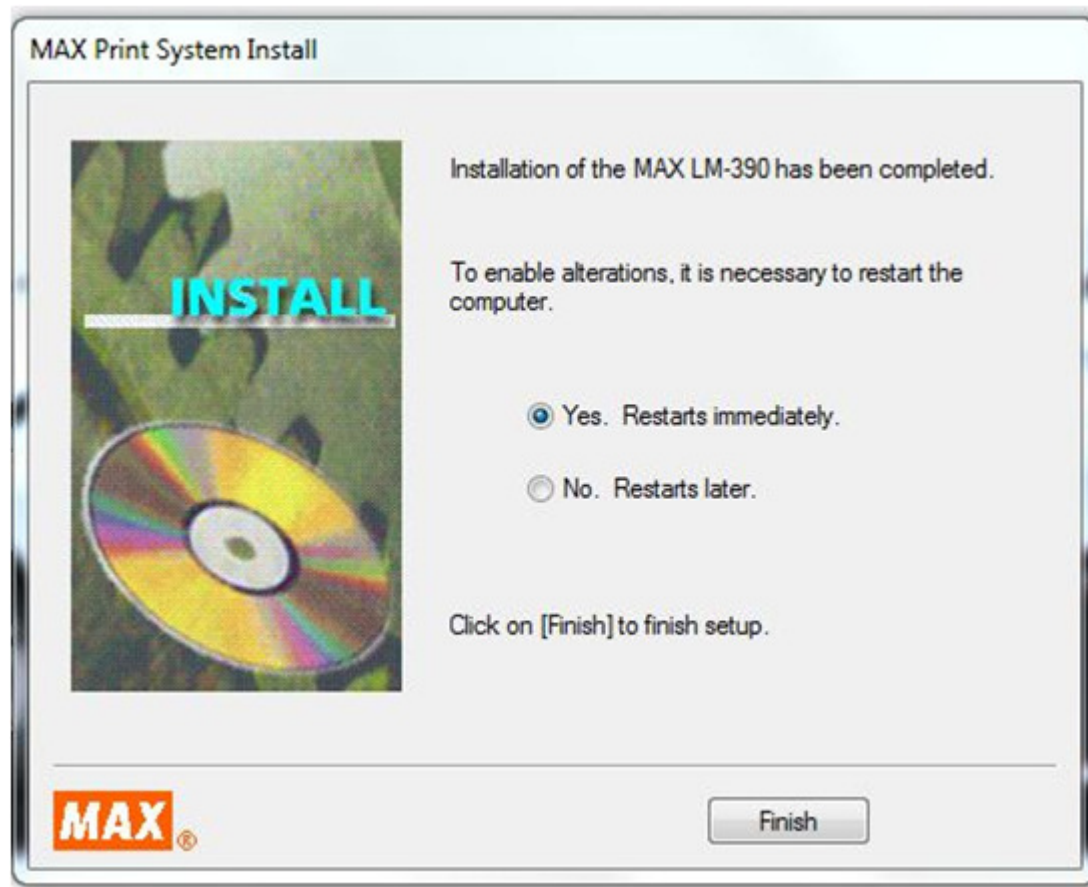 MAX Print System Install
INSTALL
Installation of the MAX LM-390 has been completed.
To enable alterations, it is necessary to restart the
computer.
Yes. Restarts immediately.
No. Restarts later.
Click on [Finish] to finish setup.
MAX®
Finish